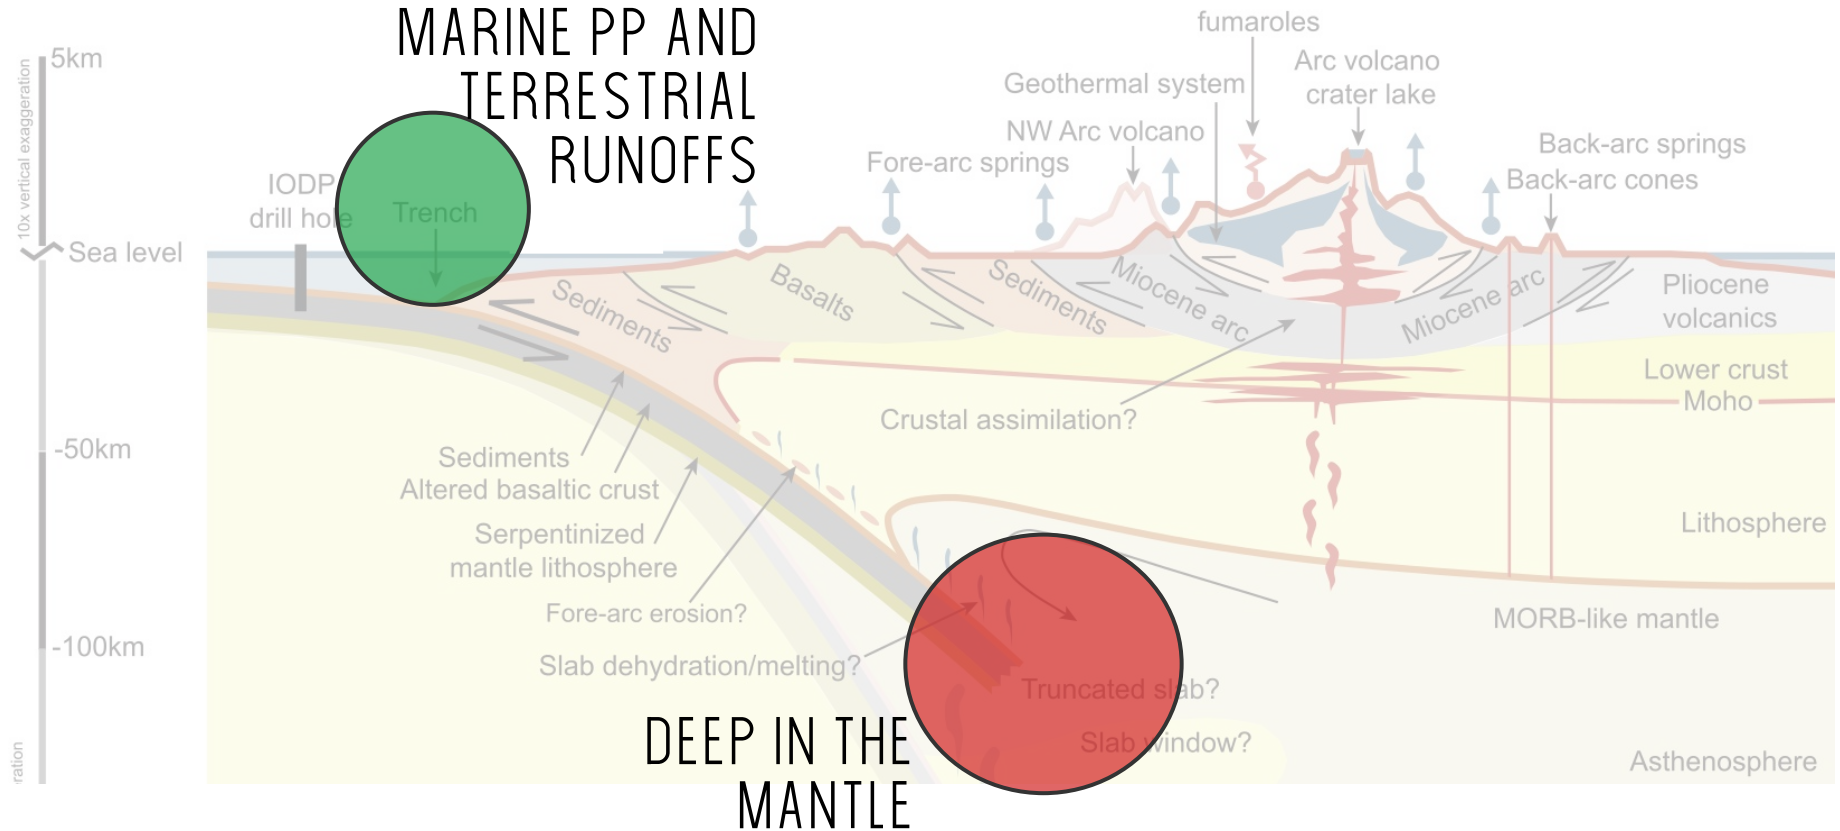 MARINE PP AND
TERRESTRIAL
RUNOFFS
fumaroles
5km
Arc volcano
crater lake
Geothermal system
10x vertical exaggeration
NW Arc volcano
Back-arc springs
Fore-arc springs
Back-arc cones
IODP
drill hole
Trench
Sea level
Sediments
Basalts
Sediments
Miocene arc
Miocene arc
Pliocene
volcanics
Lower crust
Moho
Crustal assimilation?
-50km
Sediments
Altered basaltic crust
Serpentinized
mantle lithosphere
Lithosphere
Fore-arc erosion?
MORB-like mantle
-100km
Slab dehydration/melting?
Truncated slab?
Slab window?
DEEP IN THE
MANTLE
Asthenosphere
ration